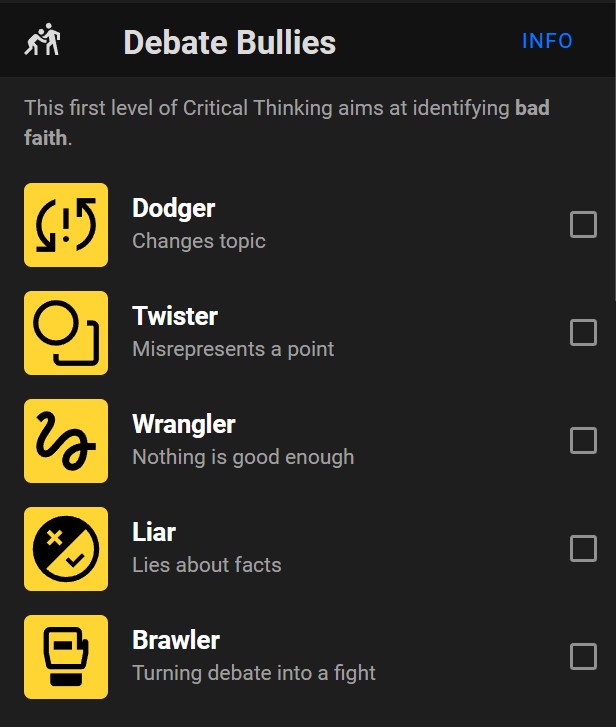 Debate Bullies
INFO
This first level of Critical Thinking aims at identifying bad
faith.
Dodger
Changes topic
Twister
Misrepresents a point
Wrangler
Nothing is good enough
Liar
Lies about facts
Brawler
Turning debate into a fight